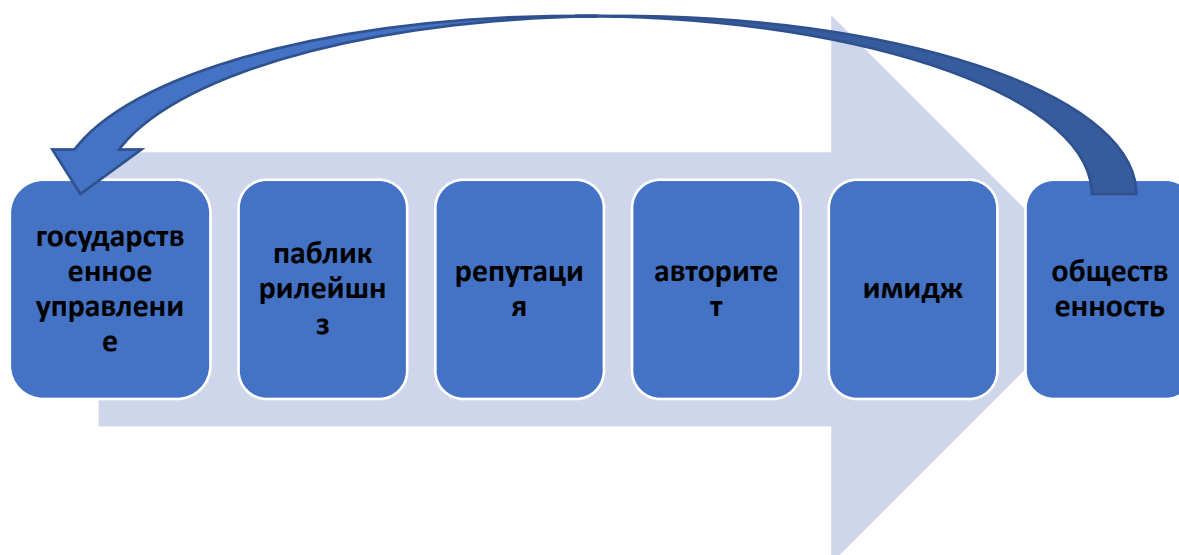 государств
енное
управлени
е
паблик
рилейшн
з
репутаци
я
авторите
т
имидж
обществ
енность